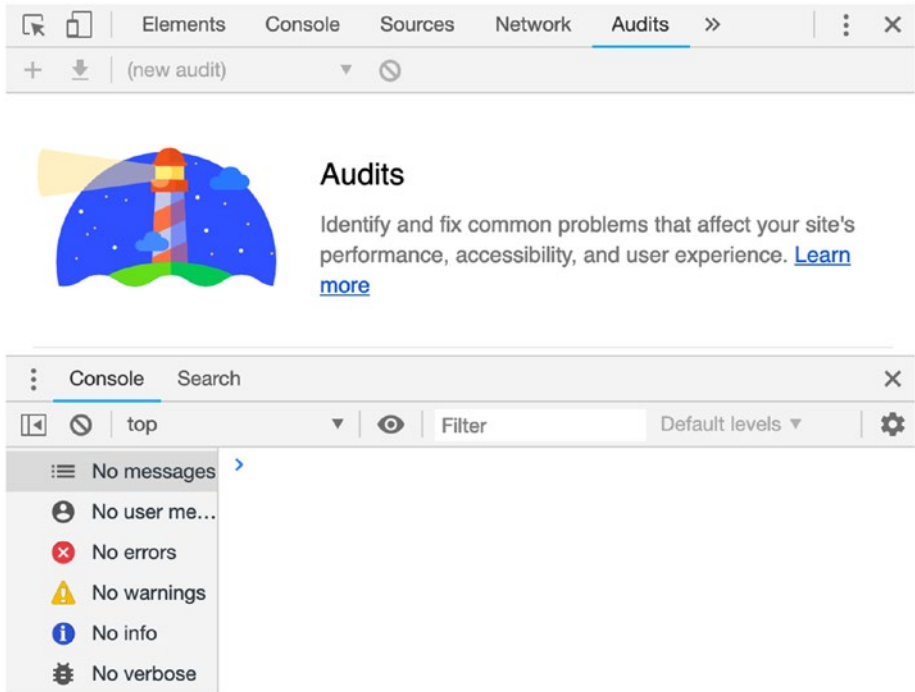 Elements Console Sources Network Audits »
(new audit)
Audits
Identify and fix common problems that affect your site's
performance, accessibility, and user experience. Learn
more
Console Search
top Filter Default levels
No messages
No user me...
No errors
No warnings
No info
No verbose